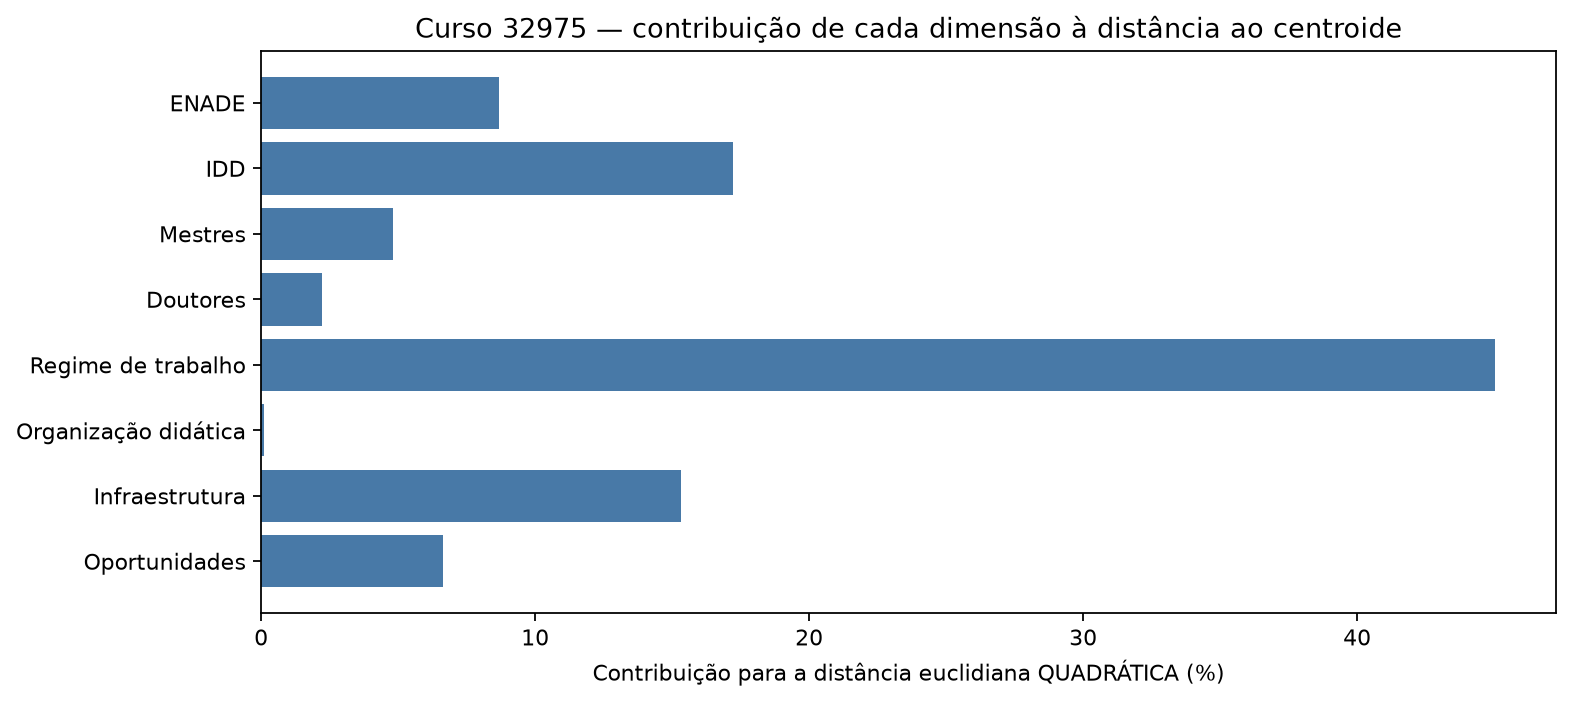 Curso 32975 — contribuição de cada dimensão à distância ao centroide
ENADE
IDD
Mestres
Doutores
Regime de trabalho
Organização didática
Infraestrutura
Oportunidades
0 10 20 30 40
Contribuição para a distância euclidiana QUADRÁTICA (%)